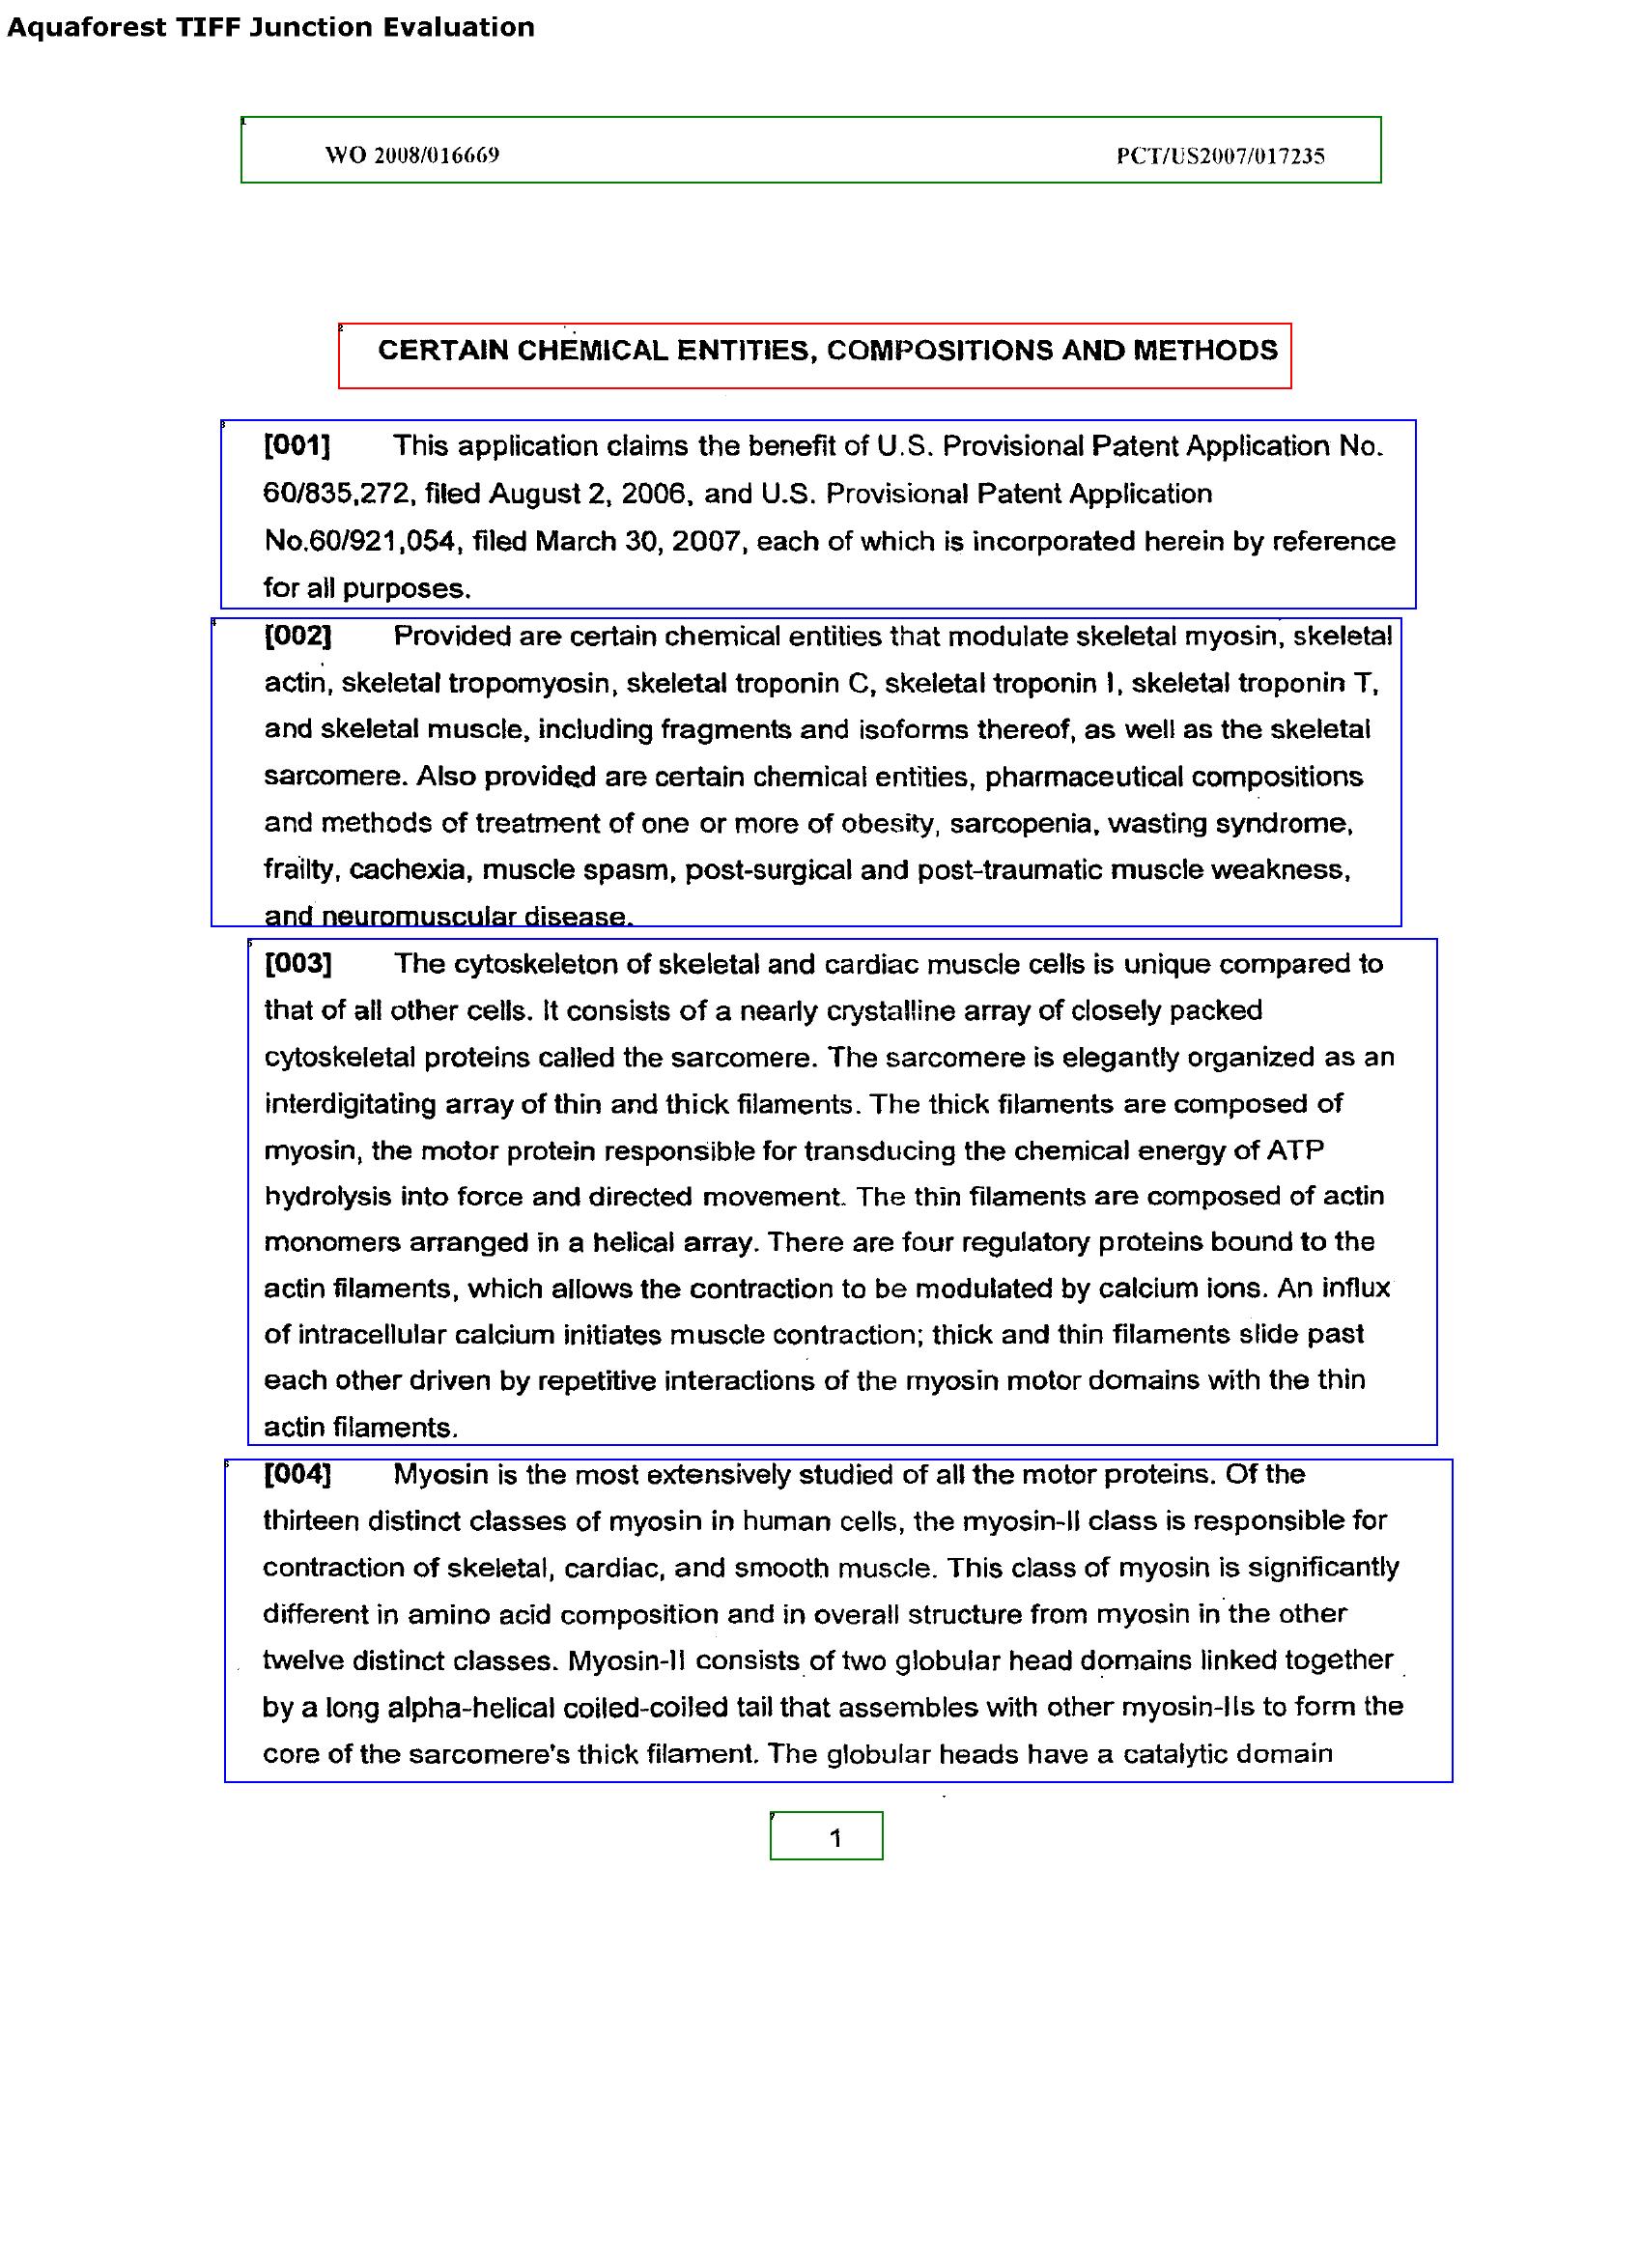 Aquaforest TIFF Junction Evaluation
WO 2008/016669 PCT/US2007/017235
CERTAIN CHEMICAL ENTITIES, COMPOSITIONS AND METHODS
[001] This application claims the benefit of U.S. Provisional Patent Application No.
60/835,272, filed August 2, 2006, and U.S. Provisional Patent Application
No.60/921,054, filed March 30, 2007, each of which is incorporated herein by reference
for all purposes.
[002] Provided are certain chemical entities that modulate skeletal myosin, skeletal
actin, skeletal tropomyosin, skeletal troponin C, skeletal troponin I, skeletal troponin T,
and skeletal muscle, including fragments and isoforms thereof, as well as the skeletal
sarcomere. Also provided are certain chemical entities, pharmaceutical compositions
and methods of treatment of one or more of obesity, sarcopenia, wasting syndrome,
frailty, cachexia, muscle spasm, post-surgical and post-traumatic muscle weakness,
and neuromuscular disease.
[003] The cytoskeleton of skeletal and cardiac muscle cells is unique compared to
that of all other cells. It consists of a nearly crystalline array of closely packed
cytoskeletal proteins called the sarcomere. The sarcomere is elegantly organized as an
interdigitating array of thin and thick filaments. The thick filaments are composed of
myosin, the motor protein responsible for transducing the chemical energy of ATP
hydrolysis into force and directed movement. The thin filaments are composed of actin
monomers arranged in a helical array. There are four regulatory proteins bound to the
actin filaments, which allows the contraction to be modulated by calcium ions. An influx
of intracellular calcium initiates muscle contraction; thick and thin filaments slide past
each other driven by repetitive interactions of the myosin motor domains with the thin
actin filaments.
[004] Myosin is the most extensively studied of all the motor proteins. Of the
thirteen distinct classes of myosin in human cells, the myosin-II class is responsible for
contraction of skeletal, cardiac, and smooth muscle. This class of myosin is significantly
different in amino acid composition and in overall structure from myosin in the other
twelve distinct classes. Myosin-II consists of two globular head domains linked together
by a long alpha-helical coiled-coiled tail that assembles with other myosin-IIs to form the
core of the sarcomere's thick filament. The globular heads have a catalytic domain
1